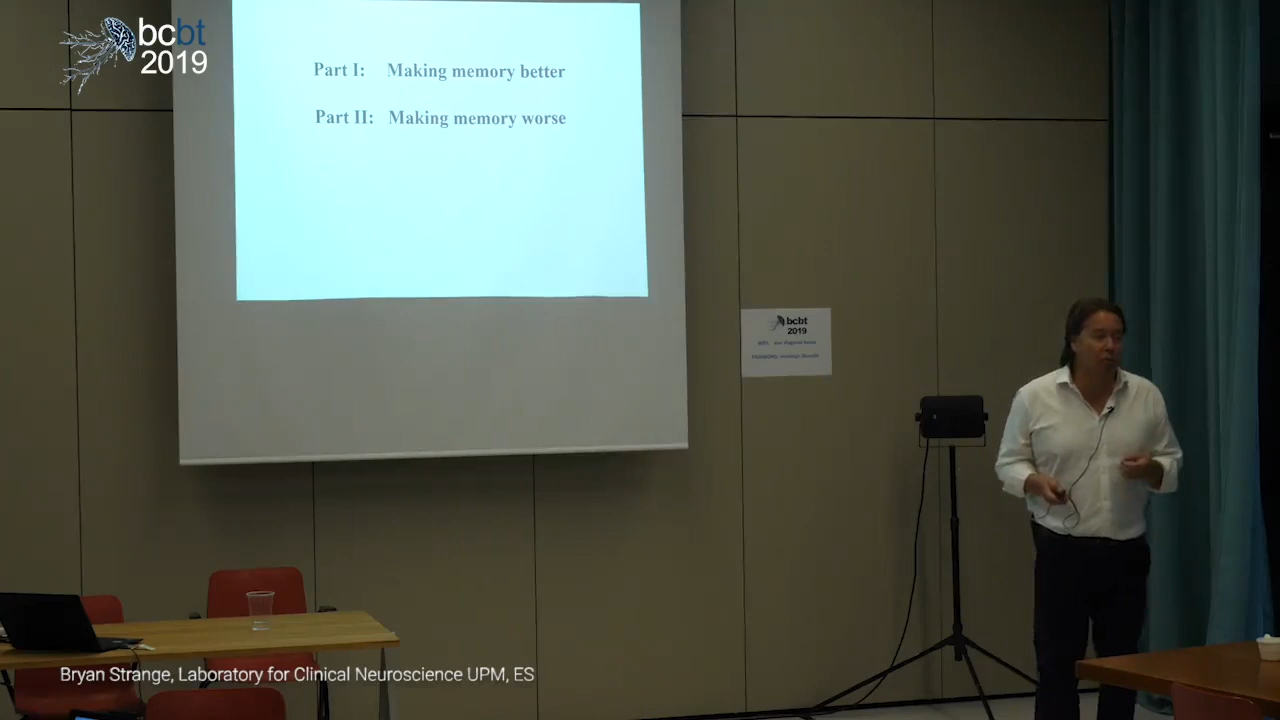 bcbt
2019
Part I: Making memory better
Part II: Making memory worse
bcbt
2019
Bryan Strange, Laboratory for Clinical Neuroscience UPM, ES